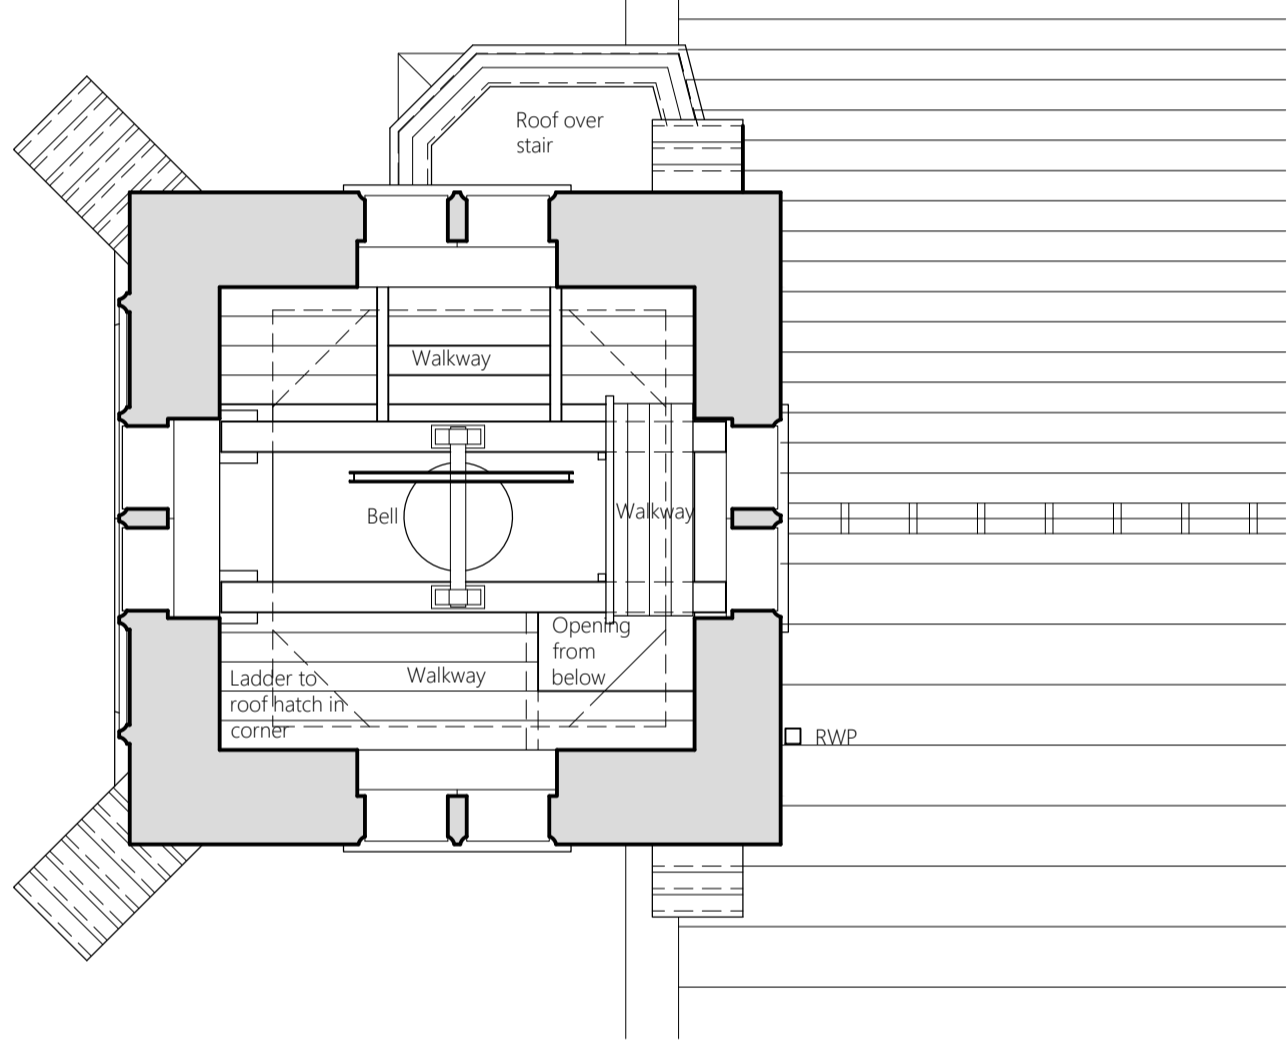 Roof over
stair
Walkway
Bell
Walkway
Opening
from
below
Walkway
Ladder to
roof hatch in
corner
RWP